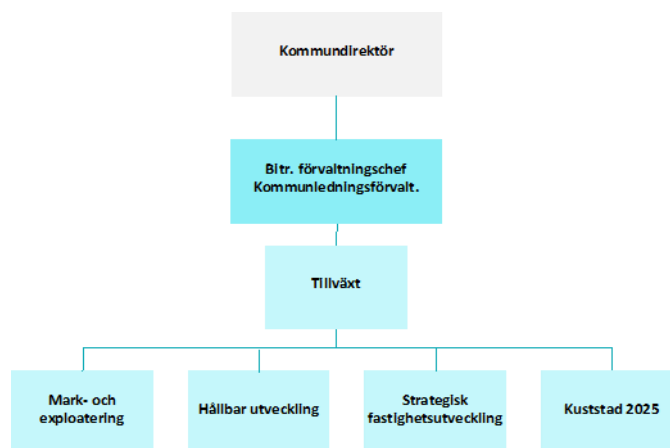 Kommundirektör
Bitr. förvaltningschef
Kommunledningsförvalt.
Tillväxt
Mark- och
exploatering
Hållbar utveckling
Strategisk
fastighetsutveckling
Kuststad 2025